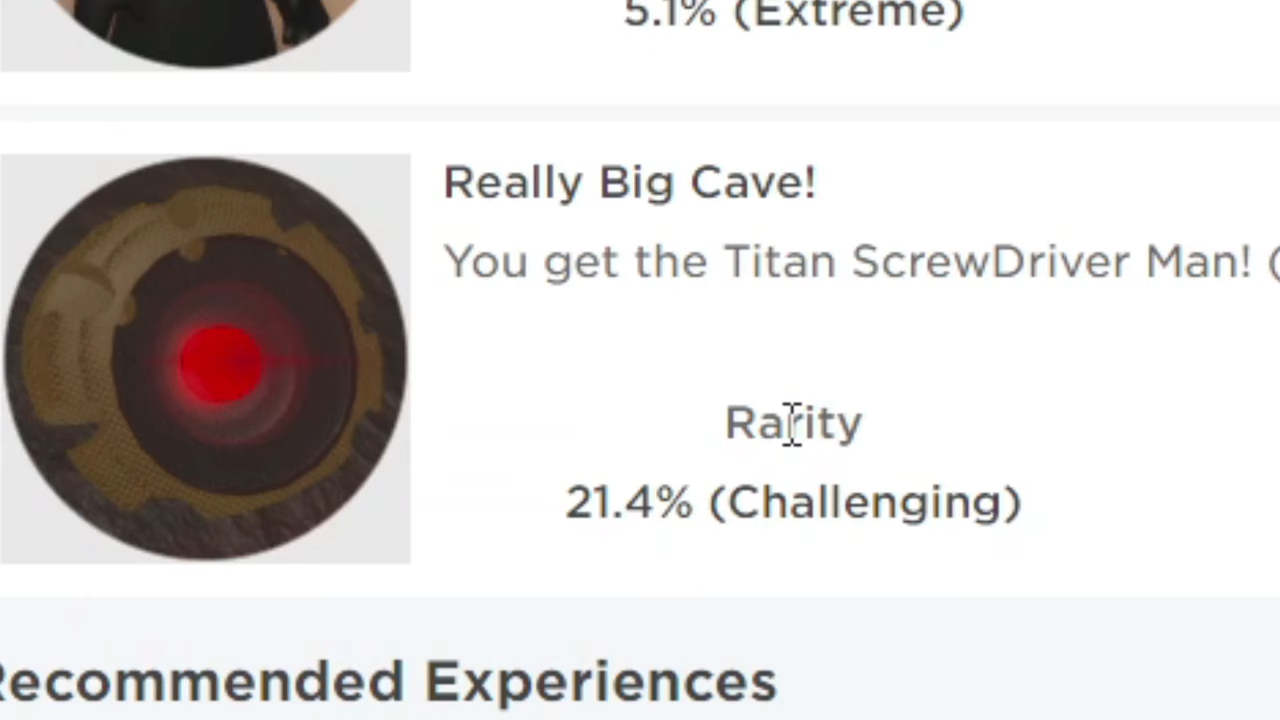 5.1% (Extreme)
Really Big Cave!
You get the Titan ScrewDriver Man! (
Rarity
21.4% (Challenging)
Recommended Experiences